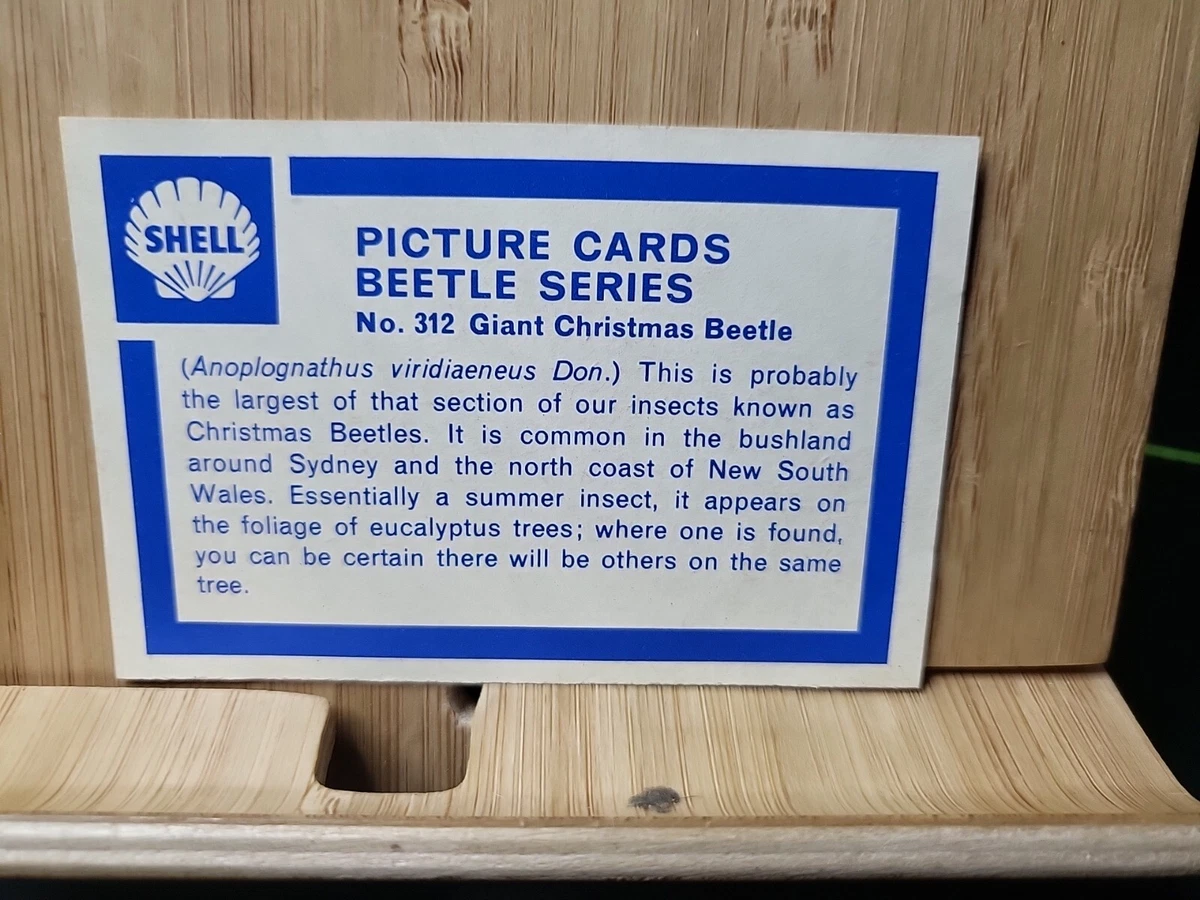 SHELL
PICTURE CARDS
BEETLE SERIES
No. 312 Giant Christmas Beetle
(Anoplognathus viridiaeneus Don.) This is probably
the largest of that section of our insects known as
Christmas Beetles. It is common in the bushland
around Sydney and the north coast of New South
Wales. Essentially a summer insect, it appears on
the foliage of eucalyptus trees; where one is found,
you can be certain there will be others on the same
tree.